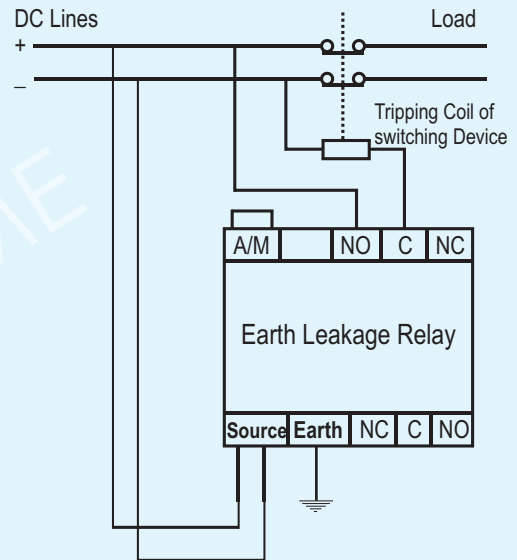 DC Lines
Load
+
_
Tripping Coil of
switching Device
A/M NO C NC
Earth Leakage Relay
Source Earth NC C NO